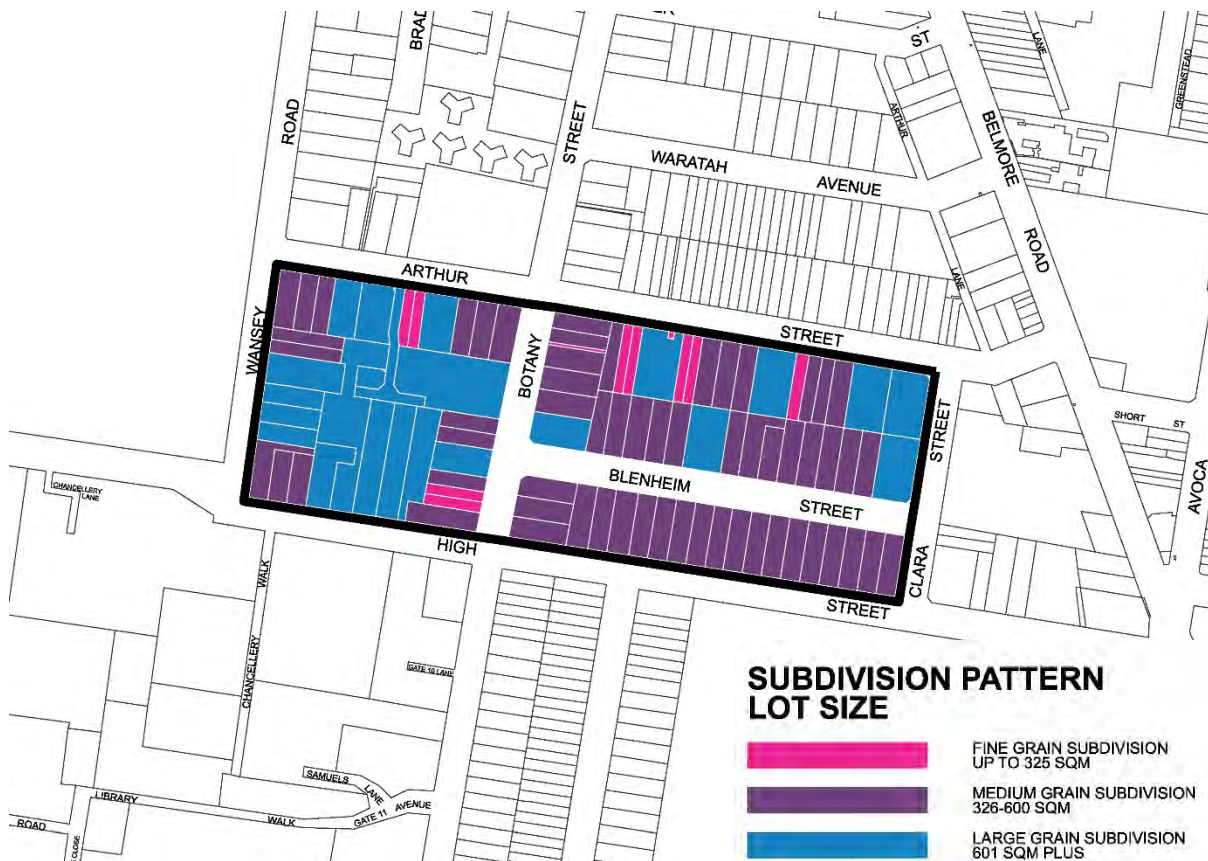 BRAD
ST
LANE
GREENSTEAD
ROAD
STREET
ARTHUR
BELMORE
WARATAH
AVENUE
ROAD
LANE
ARTHUR
STREET
WANSEY
BOTANY
SHORT ST
STREET
AVOCA
BLENHEIM
STREET
CHANCELLERY
LANE
HIGH
CLARA
STREET
WALK
CHANCELLERY
GATE 10 LANE
SAMUELS
LANE
GATE 11
AVENUE
LIBRARY
WALK
ROAD
CLOSE
SUBDIVISION PATTERN
LOT SIZE
FINE GRAIN SUBDIVISION
UP TO 325 SQM
MEDIUM GRAIN SUBDIVISION
326-600 SQM
LARGE GRAIN SUBDIVISION
601 SQM PLUS